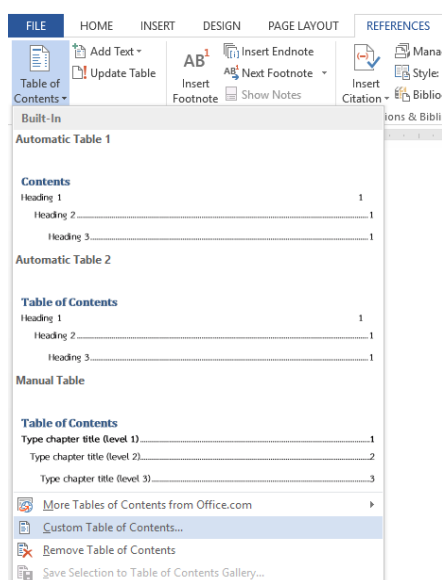 FILE HOME INSERT DESIGN PAGE LAYOUT REFERENCES
Table of Contents
Add Text
Update Table
AB1
Insert Footnote
Insert Endnote
AB1 Next Footnote
Show Notes
Insert Citation
Style:
Built-In
Automatic Table 1
Contents
Heading 1 1
Heading 2 1
Heading 3 1
Automatic Table 2
Table of Contents
Heading 1 1
Heading 2 1
Heading 3 1
Manual Table
Table of Contents
Type chapter title (level 1) 1
Type chapter title (level 2) 2
Type chapter title (level 3) 3
More Tables of Contents from Office.com
Custom Table of Contents...
Remove Table of Contents
Save Selection to Table of Contents Gallery...